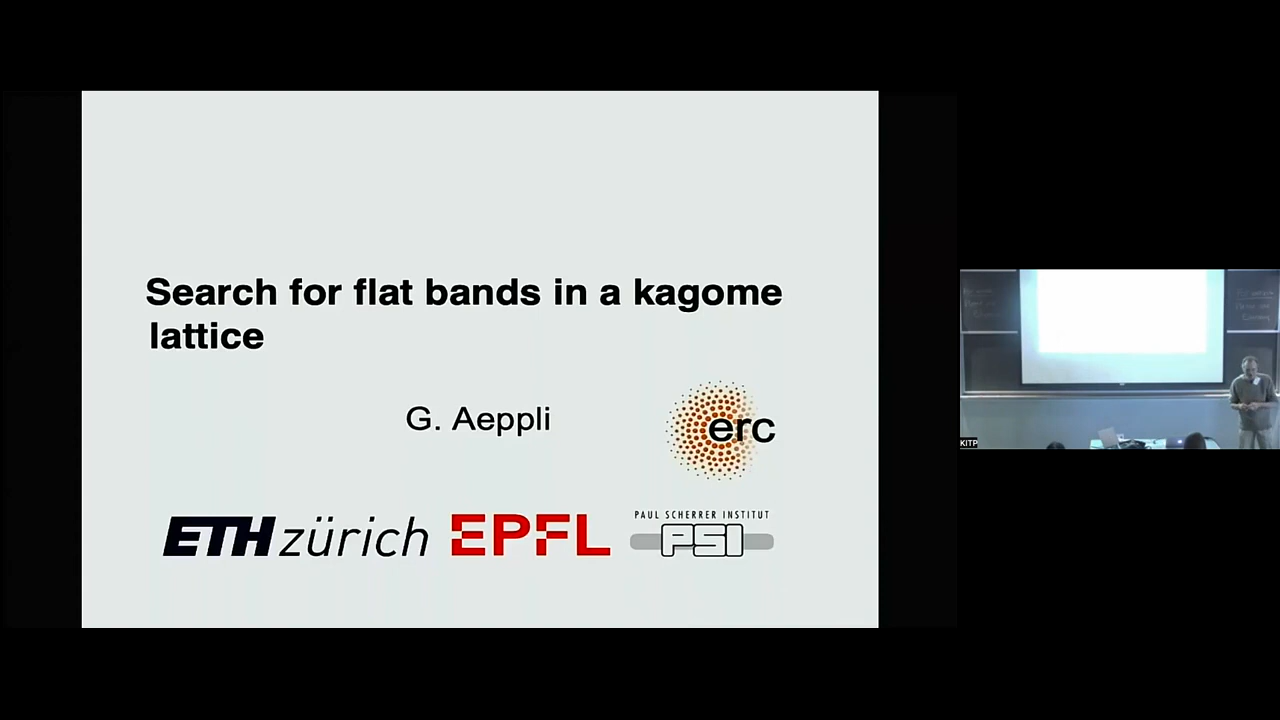 Search for flat bands in a kagome
lattice
G. Aeppli
erc
ETH zürich
EPFL
PAUL SCHERRER INSTITUT
PSI
KITP